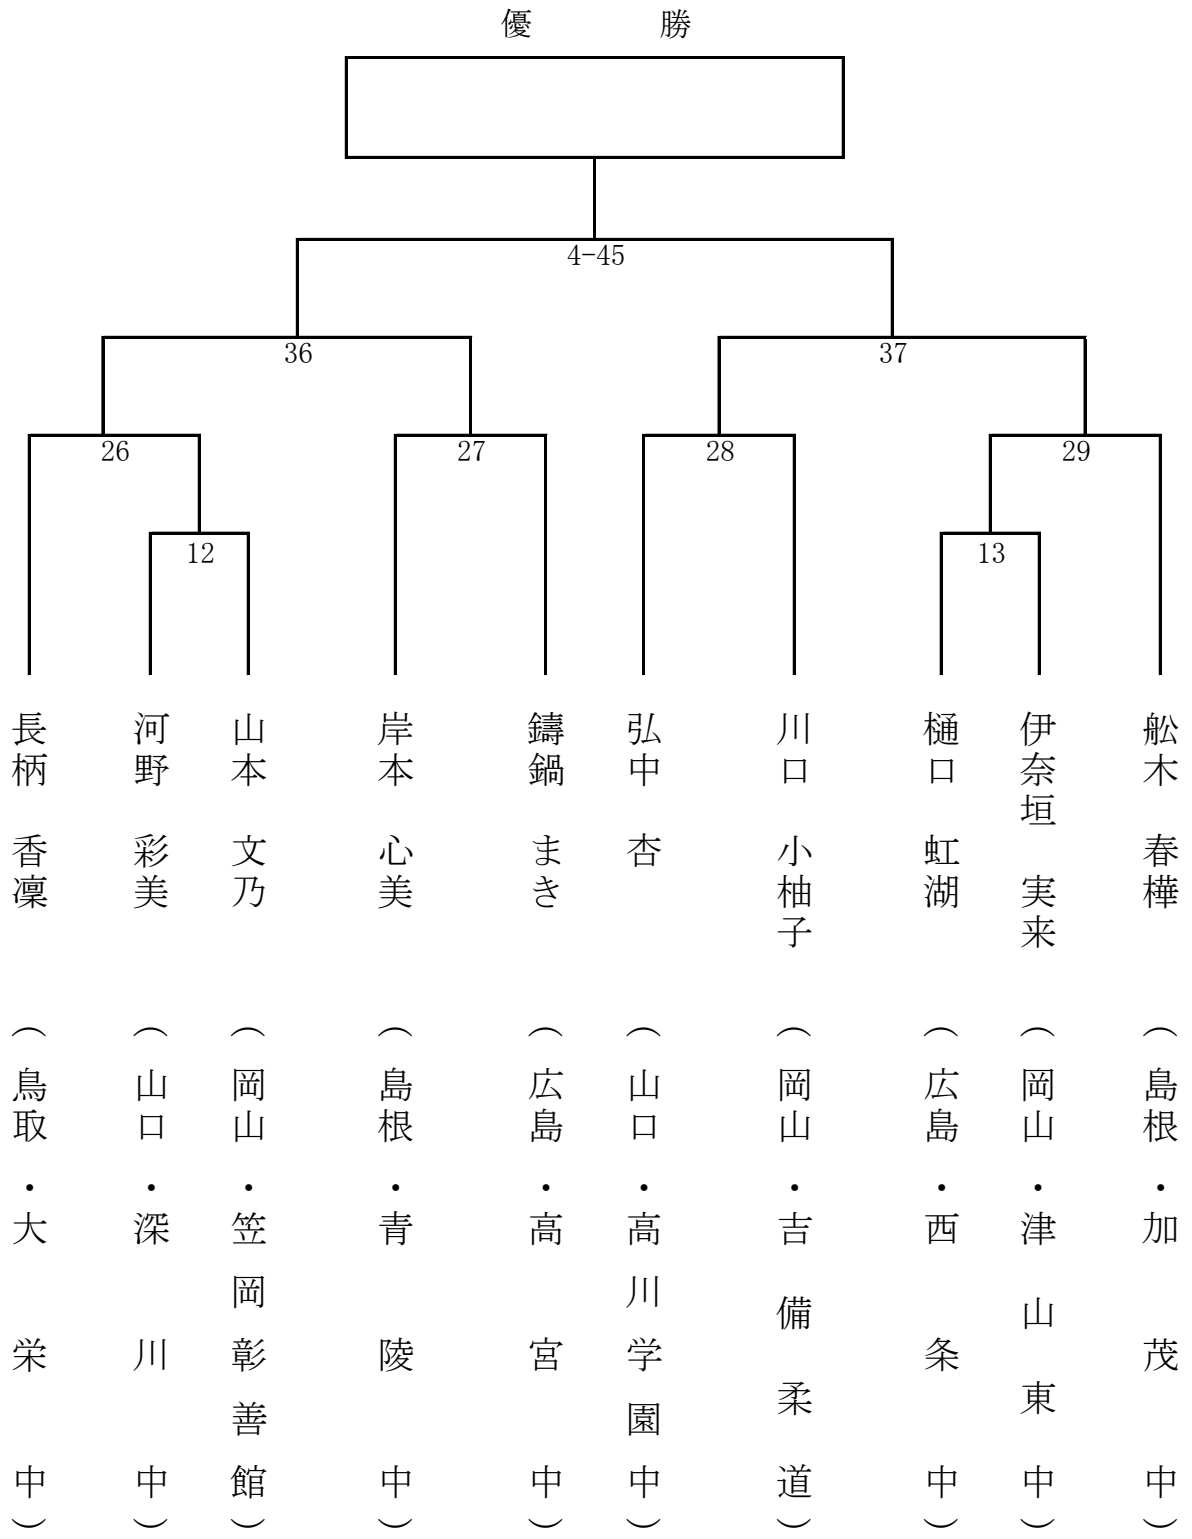 優　　　　勝
4-45
36
37
26
27
28
29
12
13
長柄　香凜　（鳥取・大栄中）
河野　彩美　（山口・深川中）
山本　文乃　（岡山・笠岡彰善館）
岸本　心美　（島根・青陵中）
鑄鍋　まき　（広島・高宮中）
弘中　杏　（山口・高川学園中）
川口　小柚子　（岡山・吉備柔道）
樋口　虹湖　（広島・西条中）
伊奈垣　実来　（岡山・津山東中）
舩木　春樺　（島根・加茂中）